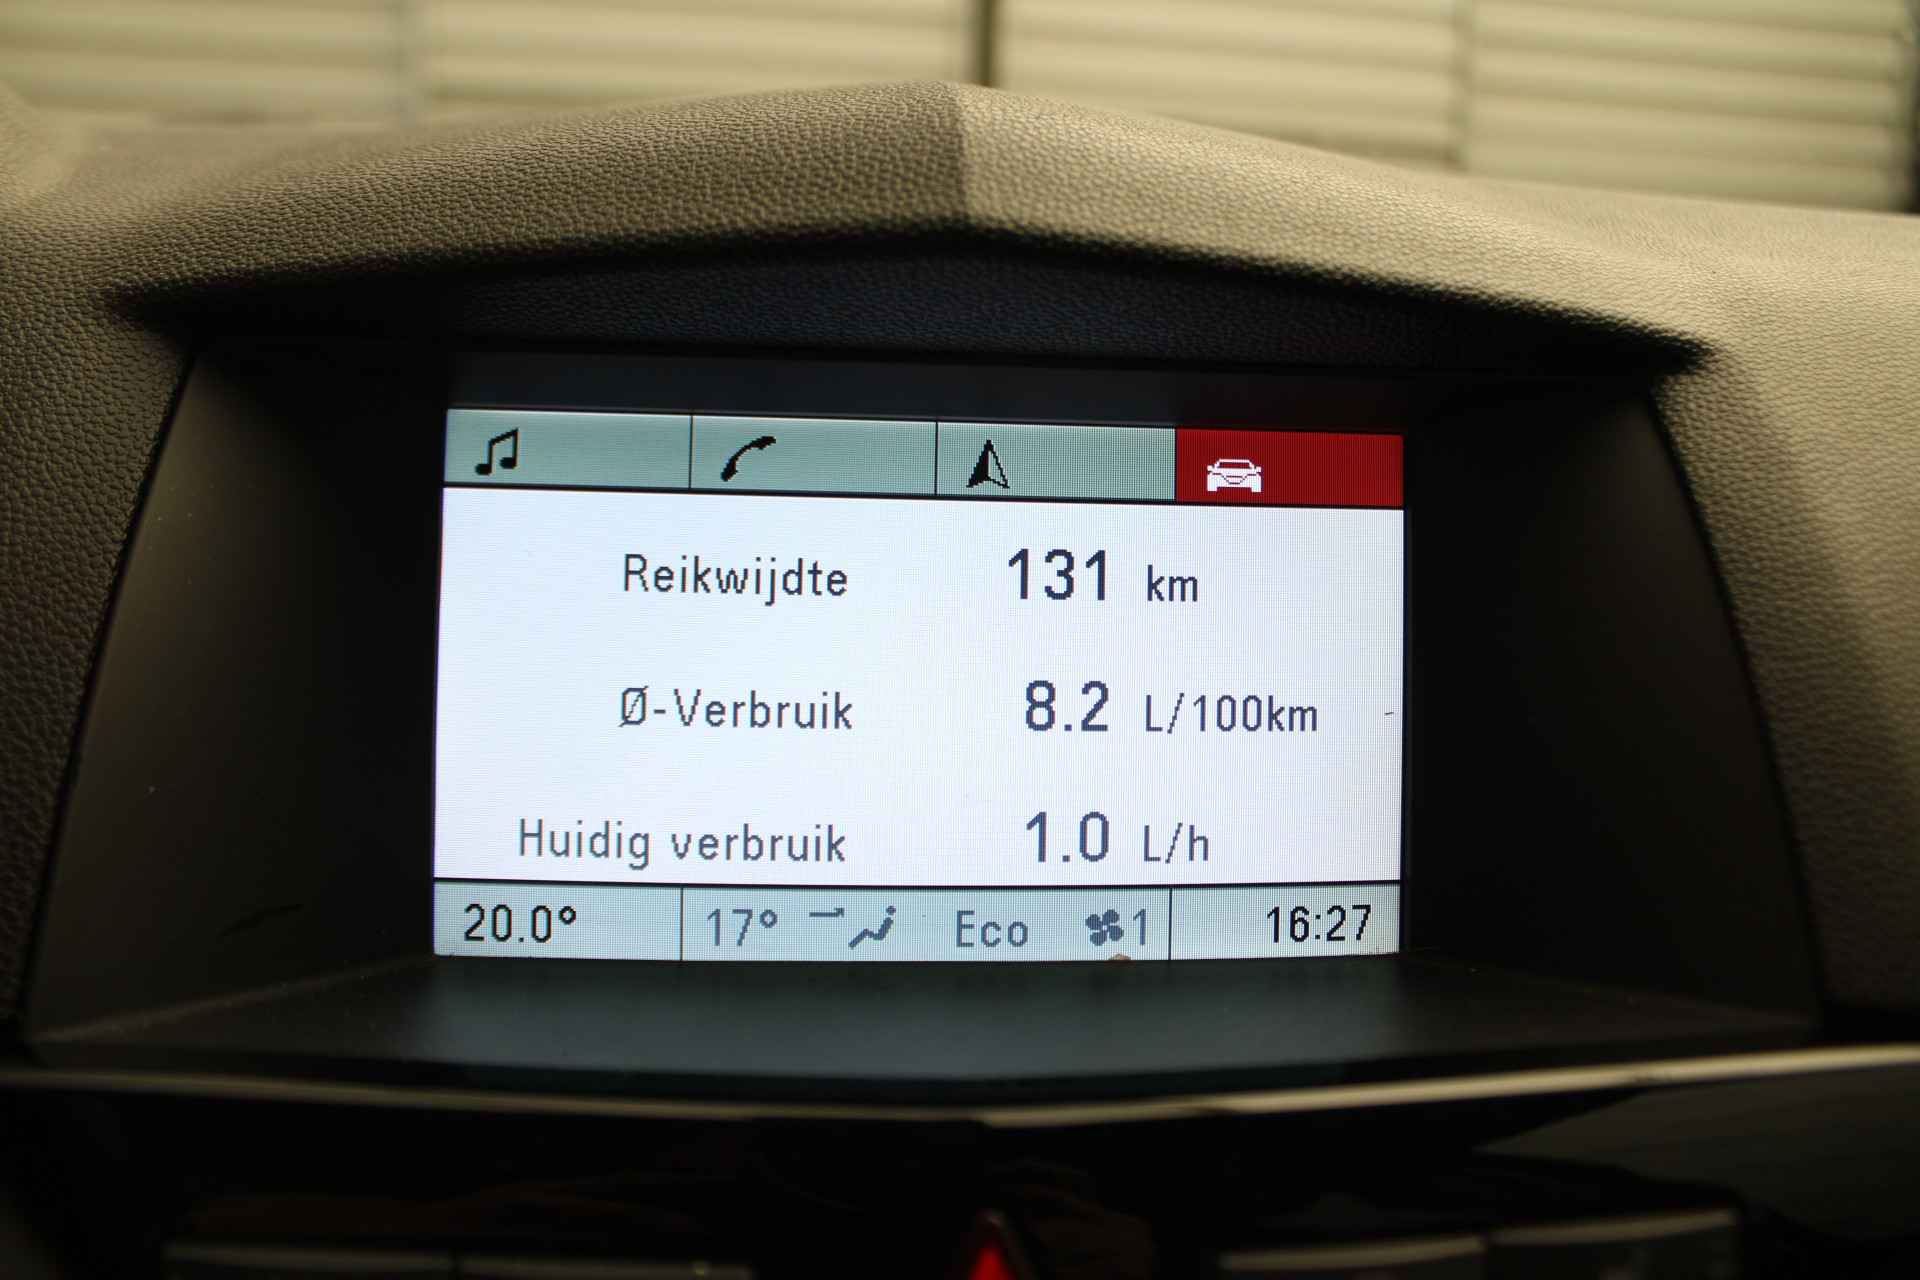 Reikwijdte 131 km
Ø-Verbruik 8.2 L/100km
Huidig verbruik 1.0 L/h
20.0° 17° Eco 1 16:27